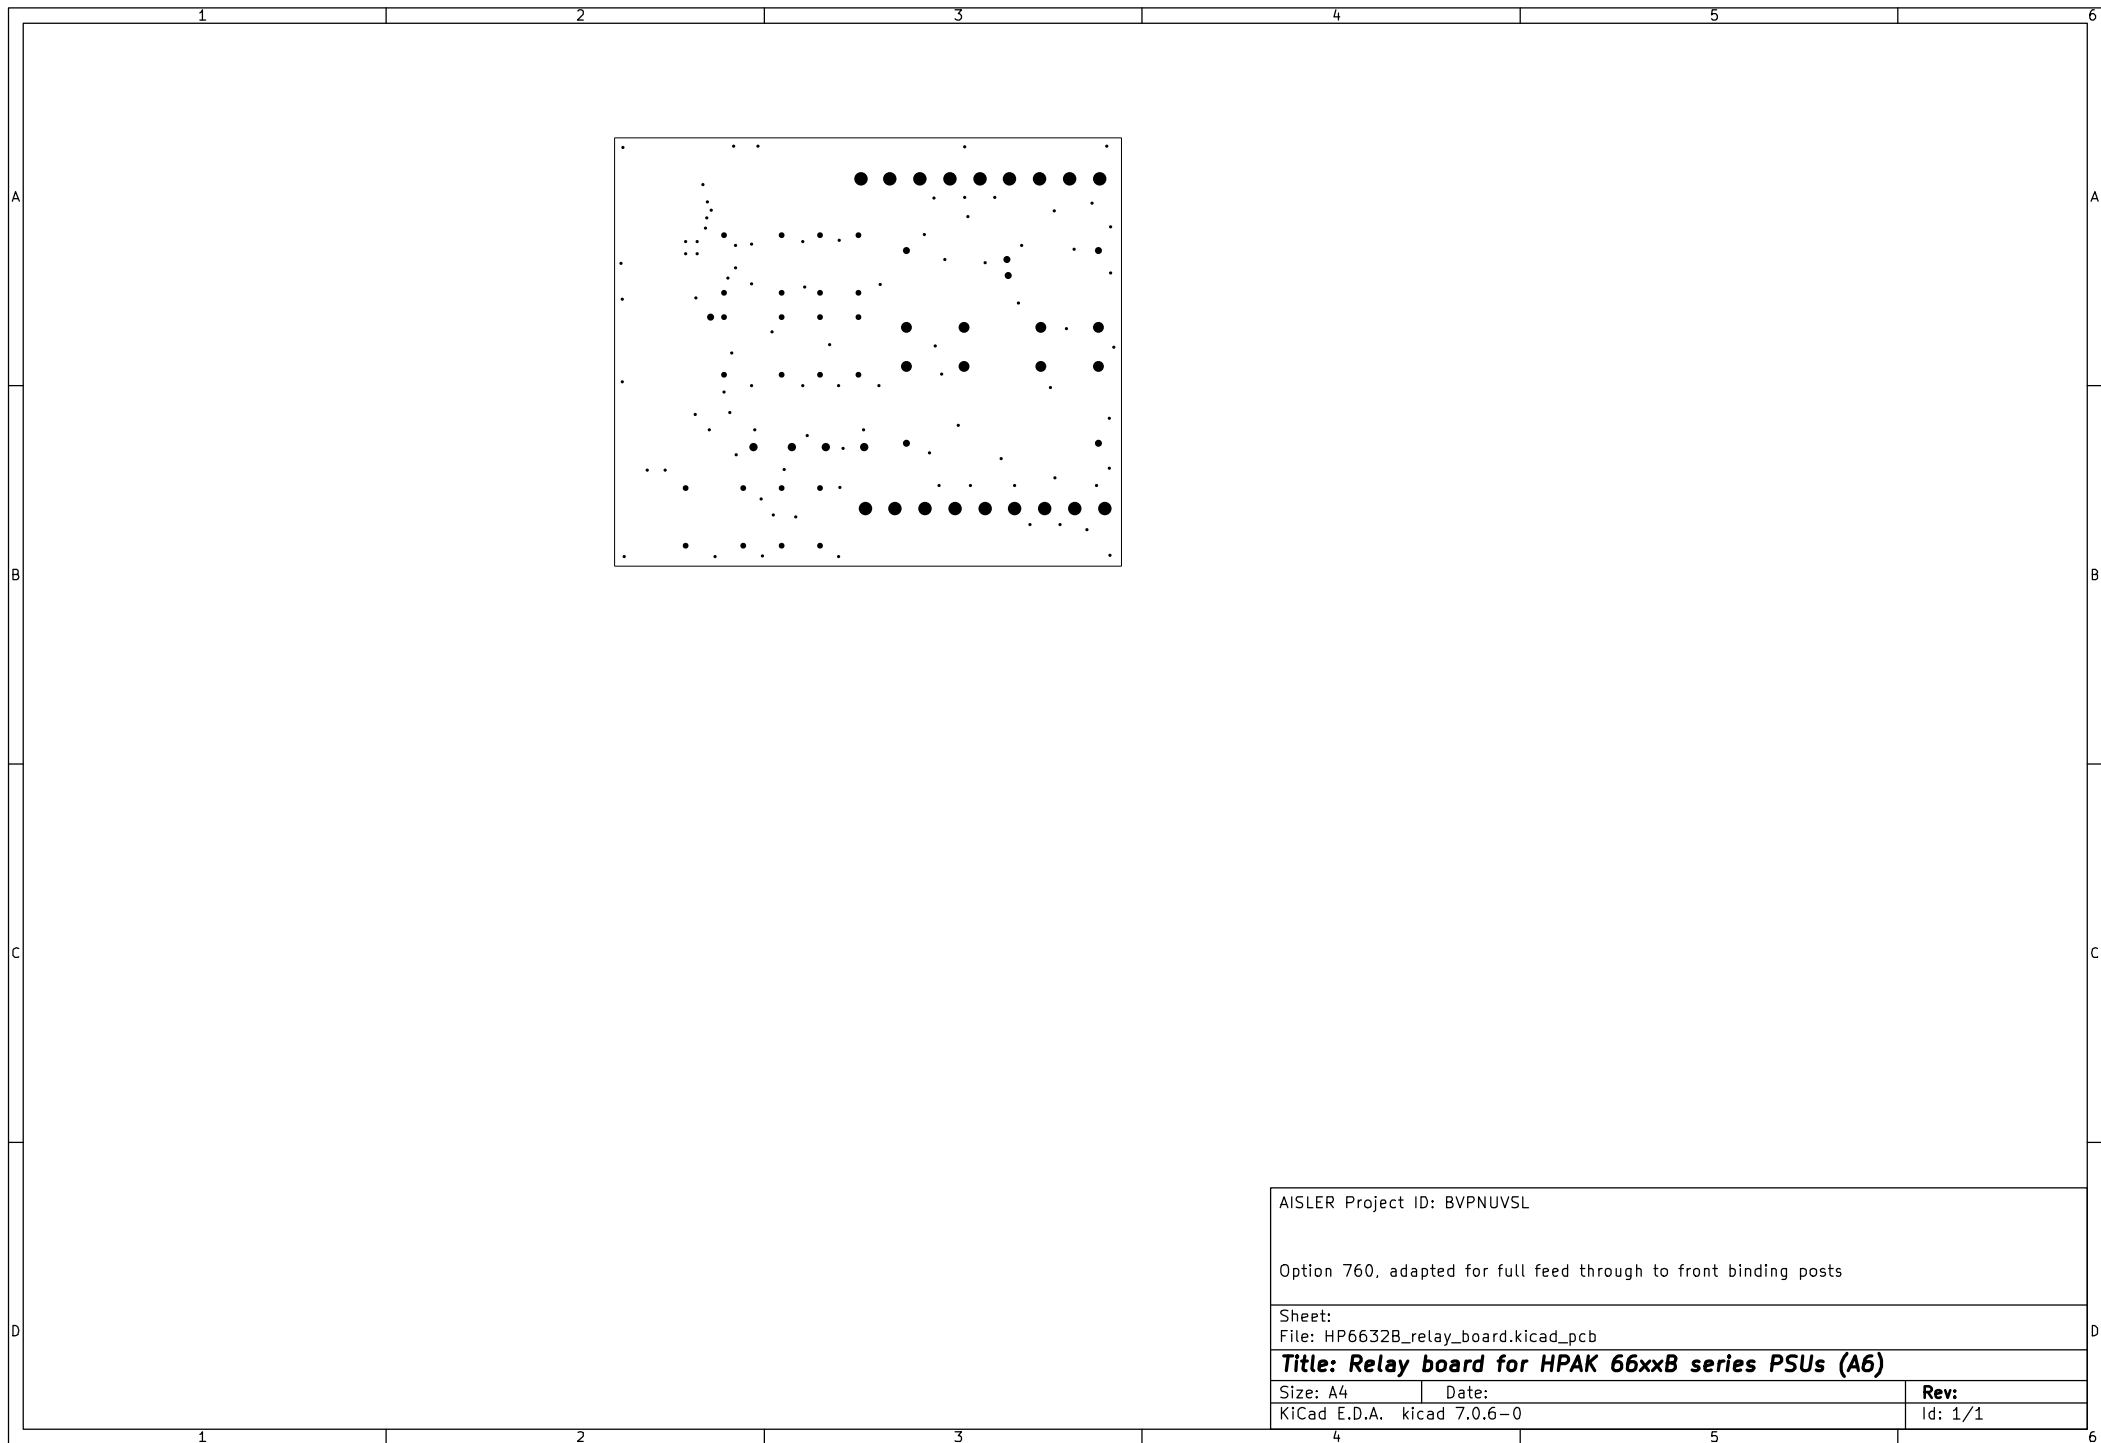 1 2 3 4 5 6
A A
B B
C C
AISLER Project ID: BVPNUVSL
Option 760, adapted for full feed through to front binding posts
Sheet:
File: HP6632B_relay_board.kicad_pcb
D D
Title: Relay board for HPAK 66xxB series PSUs (A6)
Size: A4 Date: Rev:
KiCad E.D.A. kicad 7.0.6-0 Id: 1/1
1 2 3 4 5 6